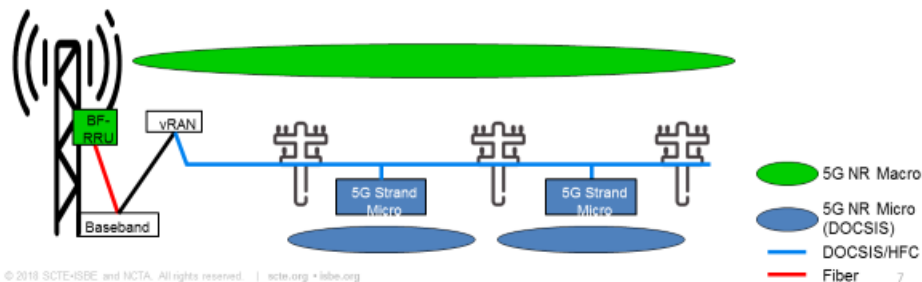 BF-
RRU
vRAN
Baseband
5G Strand
Micro
5G Strand
Micro
5G NR Macro
5G NR Micro
(DOCSIS)
DOCSIS/HFC
Fiber
© 2018 SCTE•ISBE and NCTA. All rights reserved. | scte.org • isbe.org
7